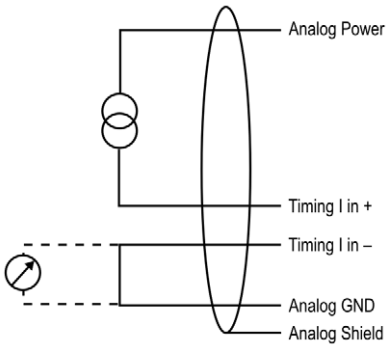 Analog Power
Timing I in +
Timing I in –
Analog GND
Analog Shield